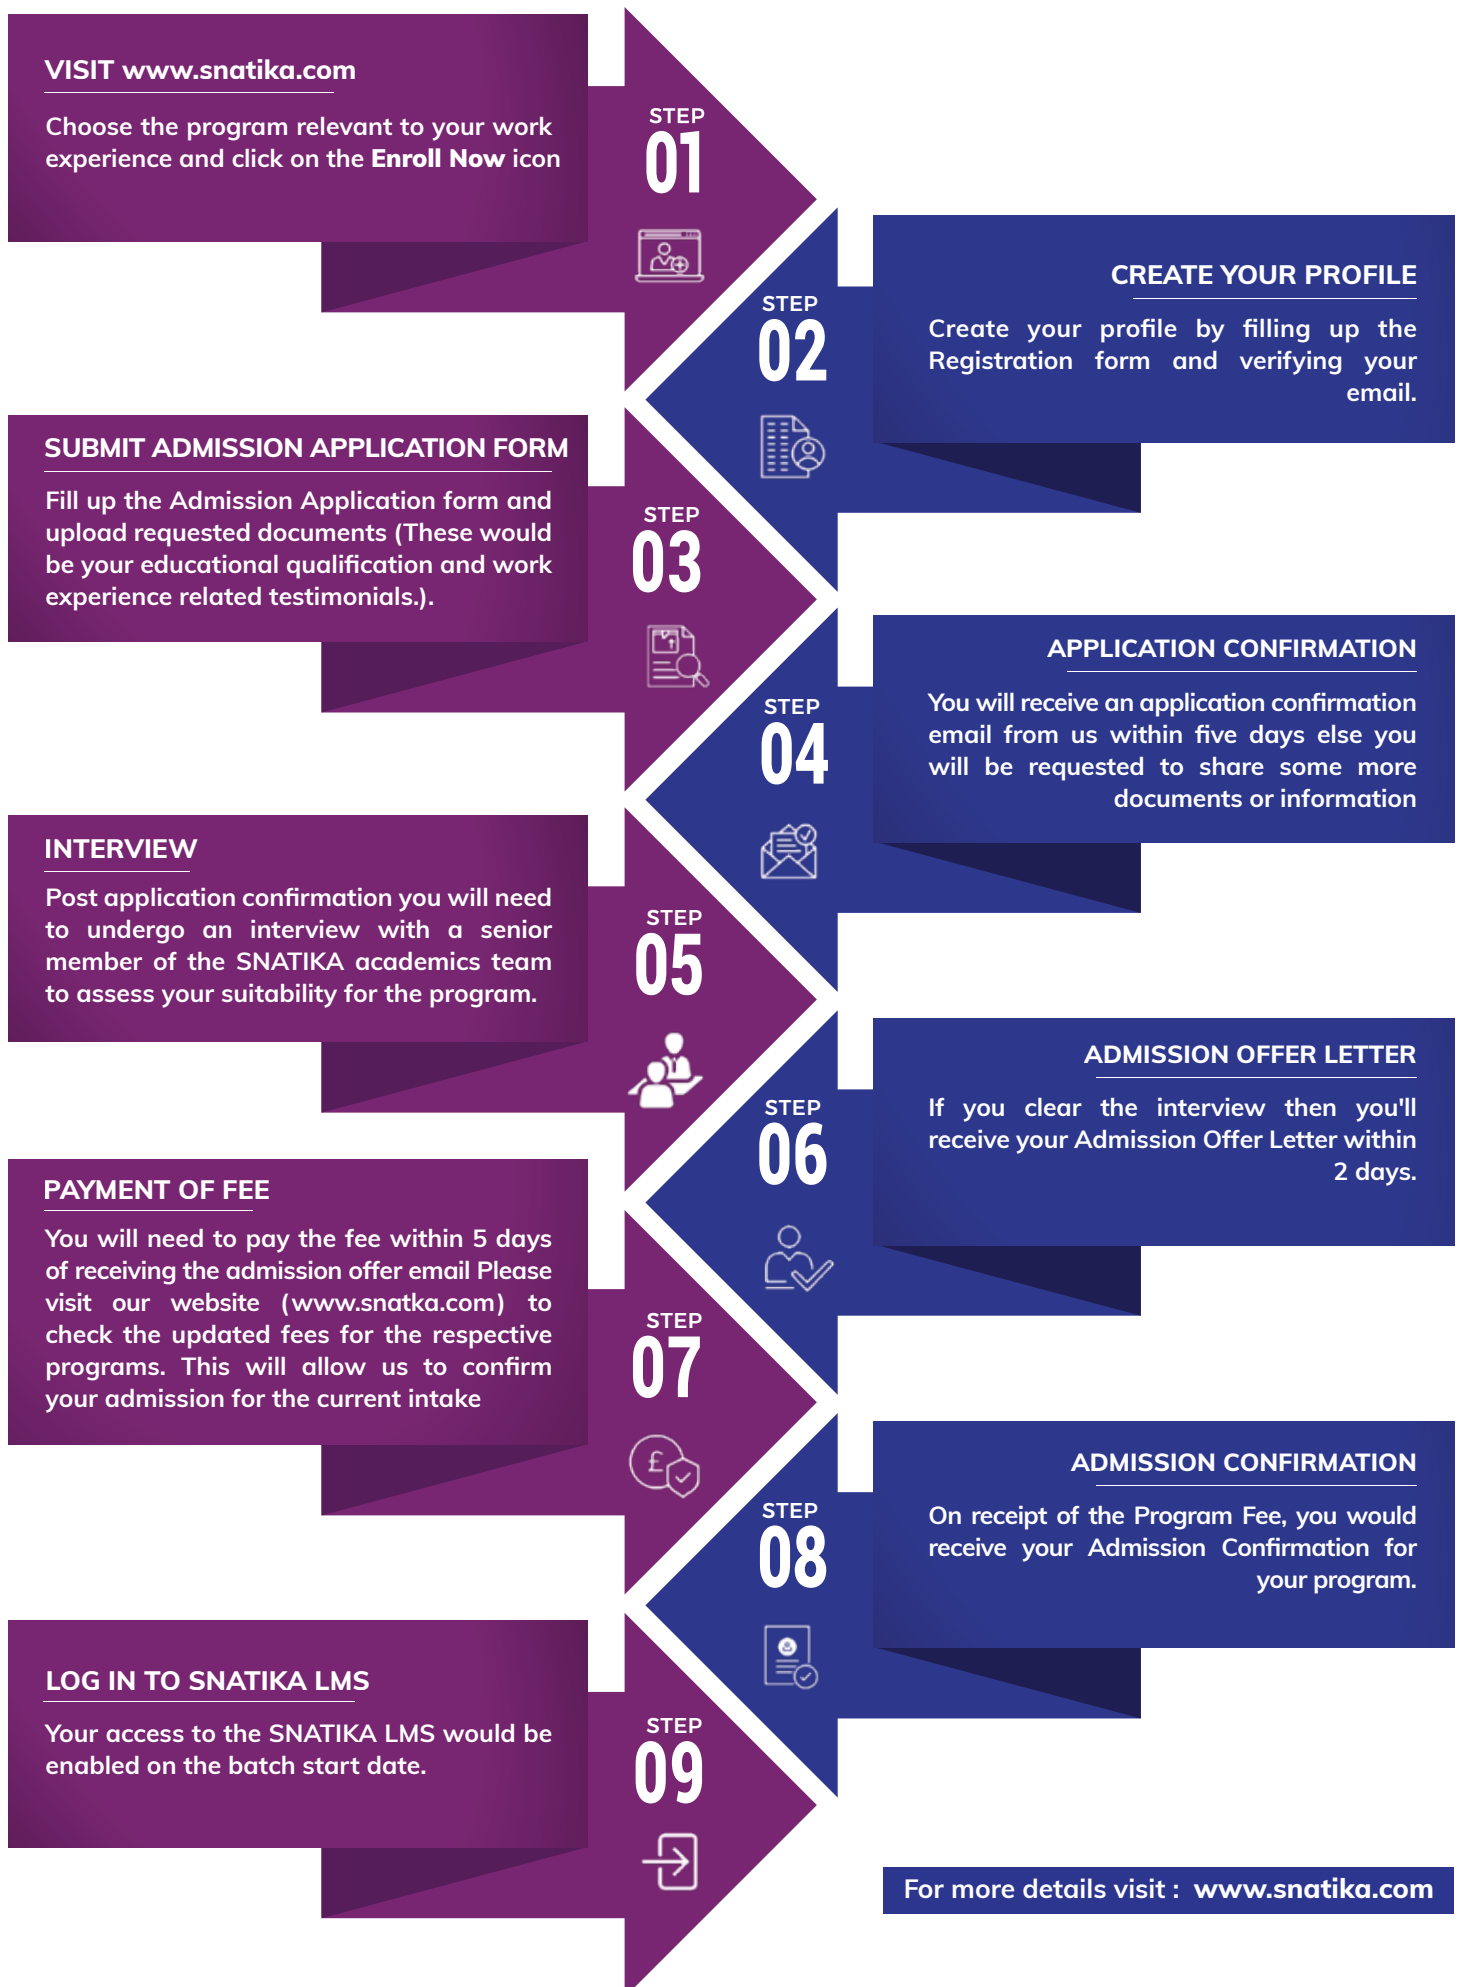 VISIT www.snatika.com
Choose the program relevant to your work
experience and click on the Enroll Now icon
STEP
01
CREATE YOUR PROFILE
Create your profile by filling up the
Registration form and verifying your
email.
STEP
02
SUBMIT ADMISSION APPLICATION FORM
Fill up the Admission Application form and
upload requested documents (These would
be your educational qualification and work
experience related testimonials.).
STEP
03
APPLICATION CONFIRMATION
You will receive an application confirmation
email from us within five days else you
will be requested to share some more
documents or information
STEP
04
INTERVIEW
Post application confirmation you will need
to undergo an interview with a senior
member of the SNATIKA academics team
to assess your suitability for the program.
STEP
05
ADMISSION OFFER LETTER
If you clear the interview then you'll
receive your Admission Offer Letter within
2 days.
STEP
06
PAYMENT OF FEE
You will need to pay the fee within 5 days
of receiving the admission offer email Please
visit our website (www.snatka.com) to
check the updated fees for the respective
programs. This will allow us to confirm
your admission for the current intake
STEP
07
£
ADMISSION CONFIRMATION
On receipt of the Program Fee, you would
receive your Admission Confirmation for
your program.
STEP
08
LOG IN TO SNATIKA LMS
Your access to the SNATIKA LMS would be
enabled on the batch start date.
STEP
09
For more details visit : www.snatika.com